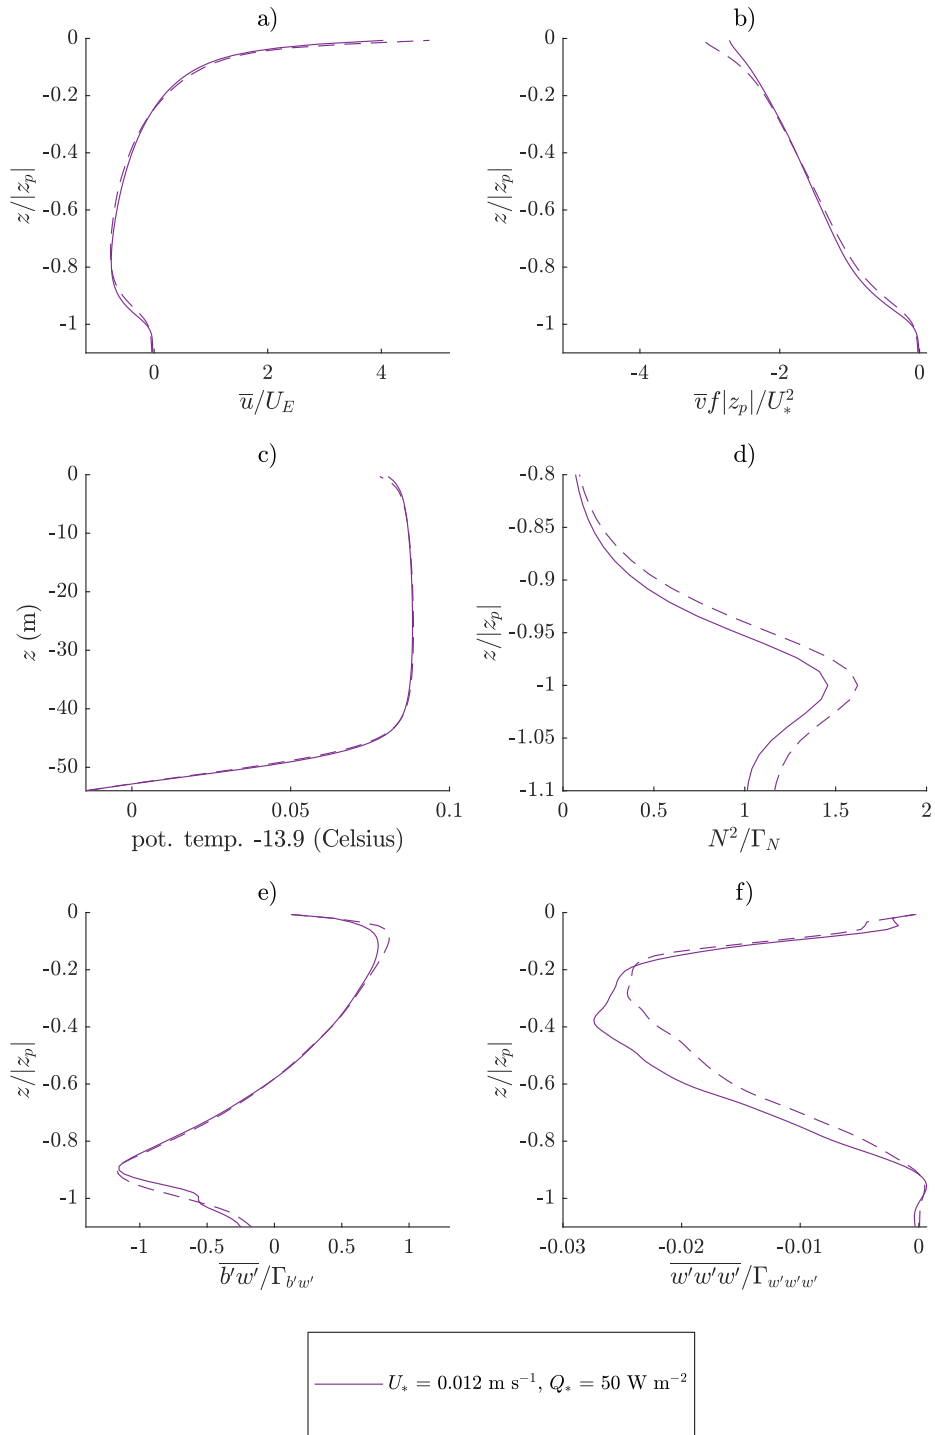 a)
0
-0.2
-0.4
-0.6
-0.8
-1
z/|z_p|
0 2 4
u̅/U_E
b)
0
-0.2
-0.4
-0.6
-0.8
-1
z/|z_p|
-4 -2 0
v̅f|z_p|/U_*^2
c)
0
-10
-20
-30
-40
-50
z (m)
0 0.05 0.1
pot. temp. -13.9 (Celsius)
d)
-0.8
-0.85
-0.9
-0.95
-1
-1.05
-1.1
z/|z_p|
0 0.5 1 1.5 2
N^2/Γ_N
e)
0
-0.2
-0.4
-0.6
-0.8
-1
z/|z_p|
-1 -0.5 0 0.5 1
\overline{b'w'}/Γ_{b'w'}
f)
0
-0.2
-0.4
-0.6
-0.8
-1
z/|z_p|
-0.03 -0.02 -0.01 0
\overline{w'w'w'}/Γ_{w'w'w'}
U_* = 0.012 m s^{-1}, Q_* = 50 W m^{-2}